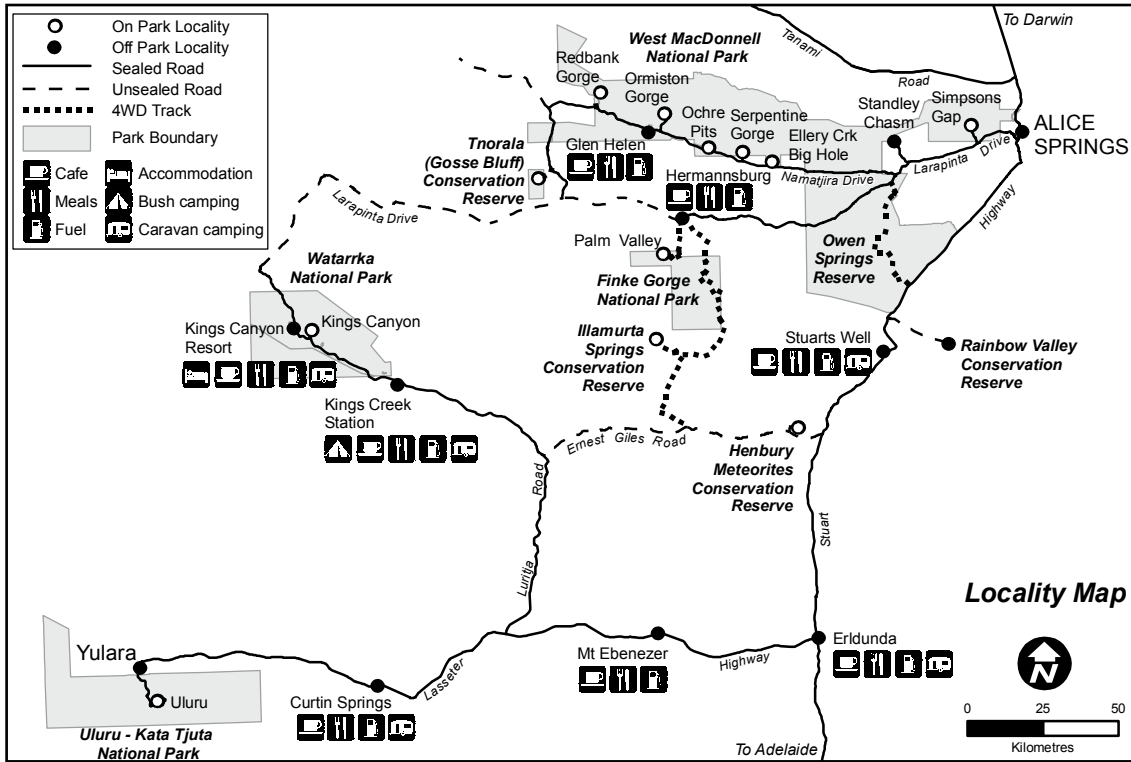 On Park Locality
Off Park Locality
Sealed Road
Unsealed Road
4WD Track
Park Boundary
Cafe
Accommodation
Meals
Bush camping
Fuel
Caravan camping
To Darwin
Tanami
Road
West MacDonnell
National Park
Redbank
Gorge
Ormiston
Gorge
Ochre
Pits
Serpentine
Gorge
Ellery Crk
Big Hole
Standley
Chasm
Simpsons
Gap
ALICE
SPRINGS
Larapinta Drive
Namatjira Drive
Highway
Glen Helen
Tnorala
(Gosse Bluff)
Conservation
Reserve
Hermannsburg
Larapinta Drive
Palm Valley
Finke Gorge
National Park
Owen
Springs
Reserve
Watarrka
National Park
Kings Canyon
Resort
Kings Canyon
Kings Creek
Station
Illamurta
Springs
Conservation
Reserve
Stuarts Well
Rainbow Valley
Conservation
Reserve
Ernest Giles Road
Henbury
Meteorites
Conservation
Reserve
Road
Luritja
Stuart
Locality Map
N
0 25 50
Kilometres
Yulara
Uluru
Uluru - Kata Tjuta
National Park
Curtin Springs
Lasseter
Mt Ebenezer
Highway
Erldunda
To Adelaide